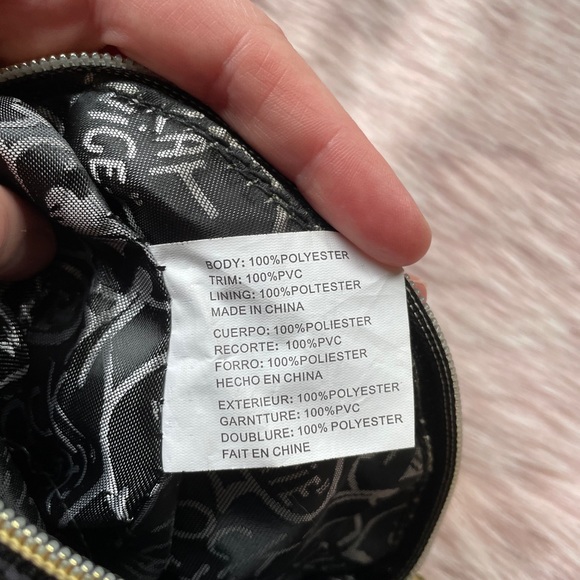 BODY: 100%POLYESTER
TRIM: 100%PVC
LINING: 100%POLTESTER
MADE IN CHINA
CUERPO: 100%POLIESTER
RECORTE: 100%PVC
FORRO: 100%POLIESTER
HECHO EN CHINA
EXTERIEUR: 100%POLYESTER
GARNTTURE: 100%PVC
DOUBLURE: 100% POLYESTER
FAIT EN CHINE